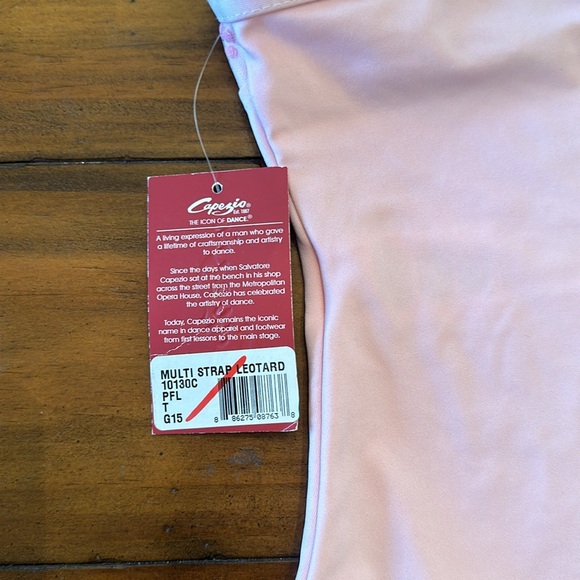 Capezio®
Est. 1887
THE ICON OF DANCE®
A living expression of a man who gave
a lifetime of craftsmanship and artistry
to dance.
Since the days when Salvatore
Capezio sat at the bench in his shop
across the street from the Metropolitan
Opera House, Capezio has celebrated
the artistry of dance.
Today, Capezio remains the iconic
name in dance apparel and footwear
from first lessons to the main stage.
MULTI STRAP LEOTARD
10130C
PFL
T
G15
8 86275 08763 8